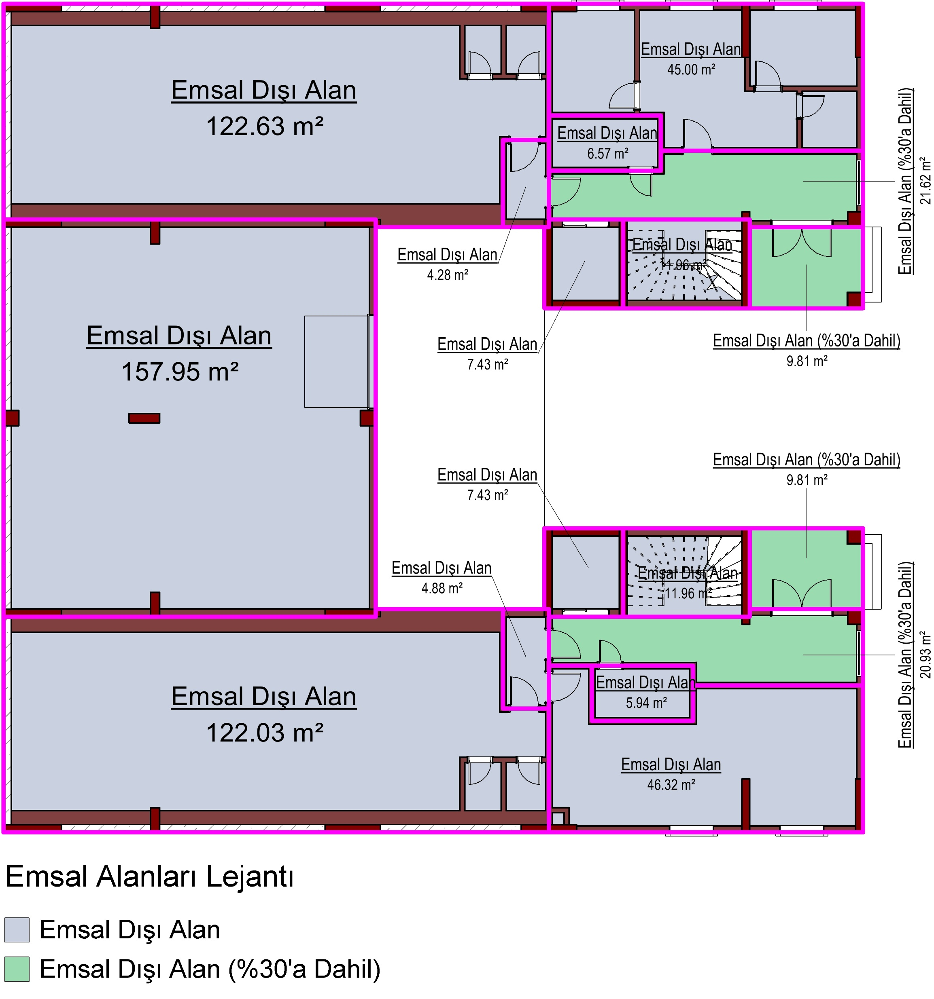 Emsal Dışı Alan
45.00 m²
Emsal Dışı Alan
122.63 m²
Emsal Dışı Alan (%30'a Dahil)
21.62 m²
Emsal Dışı Alan
6.57 m²
Emsal Dışı Alan
4.28 m²
Emsal Dışı Alan
11.96 m²
Emsal Dışı Alan
157.95 m²
Emsal Dışı Alan
7.43 m²
Emsal Dışı Alan (%30'a Dahil)
9.81 m²
Emsal Dışı Alan (%30'a Dahil)
9.81 m²
Emsal Dışı Alan
7.43 m²
Emsal Dışı Alan
4.88 m²
Emsal Dışı Alan
11.96 m²
Emsal Dışı Alan (%30'a Dahil)
20.93 m²
Emsal Dışı Alan
5.94 m²
Emsal Dışı Alan
122.03 m²
Emsal Dışı Alan
46.32 m²
Emsal Alanları Lejantı
Emsal Dışı Alan
Emsal Dışı Alan (%30'a Dahil)